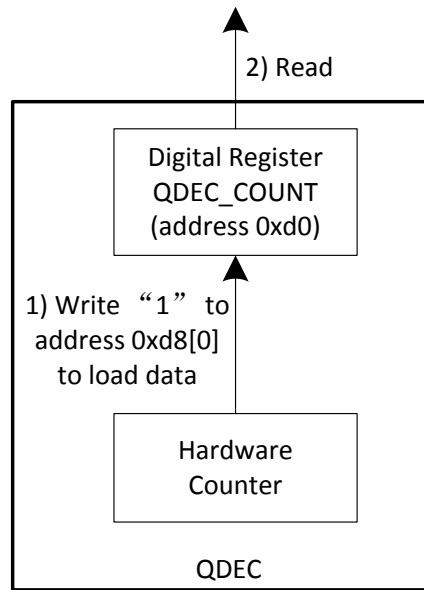 2) Read
Digital Register
QDEC_COUNT
(address 0xd0)
1) Write “1” to
address 0xd8[0]
to load data
Hardware
Counter
QDEC